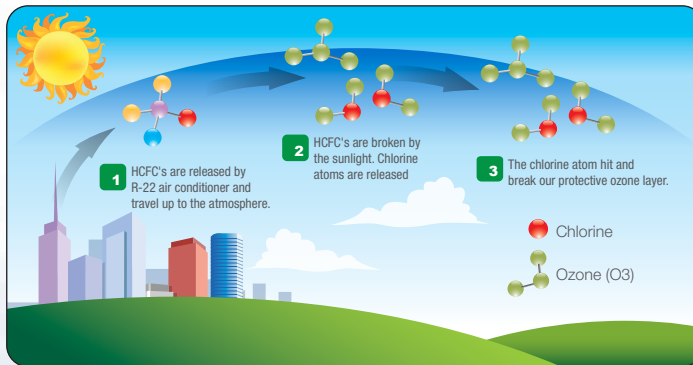 1
HCFC's are released by
R-22 air conditioner and
travel up to the atmosphere.
2
HCFC's are broken by
the sunlight. Chlorine
atoms are released
3
The chlorine atom hit and
break our protective ozone layer.
Chlorine
Ozone (O3)